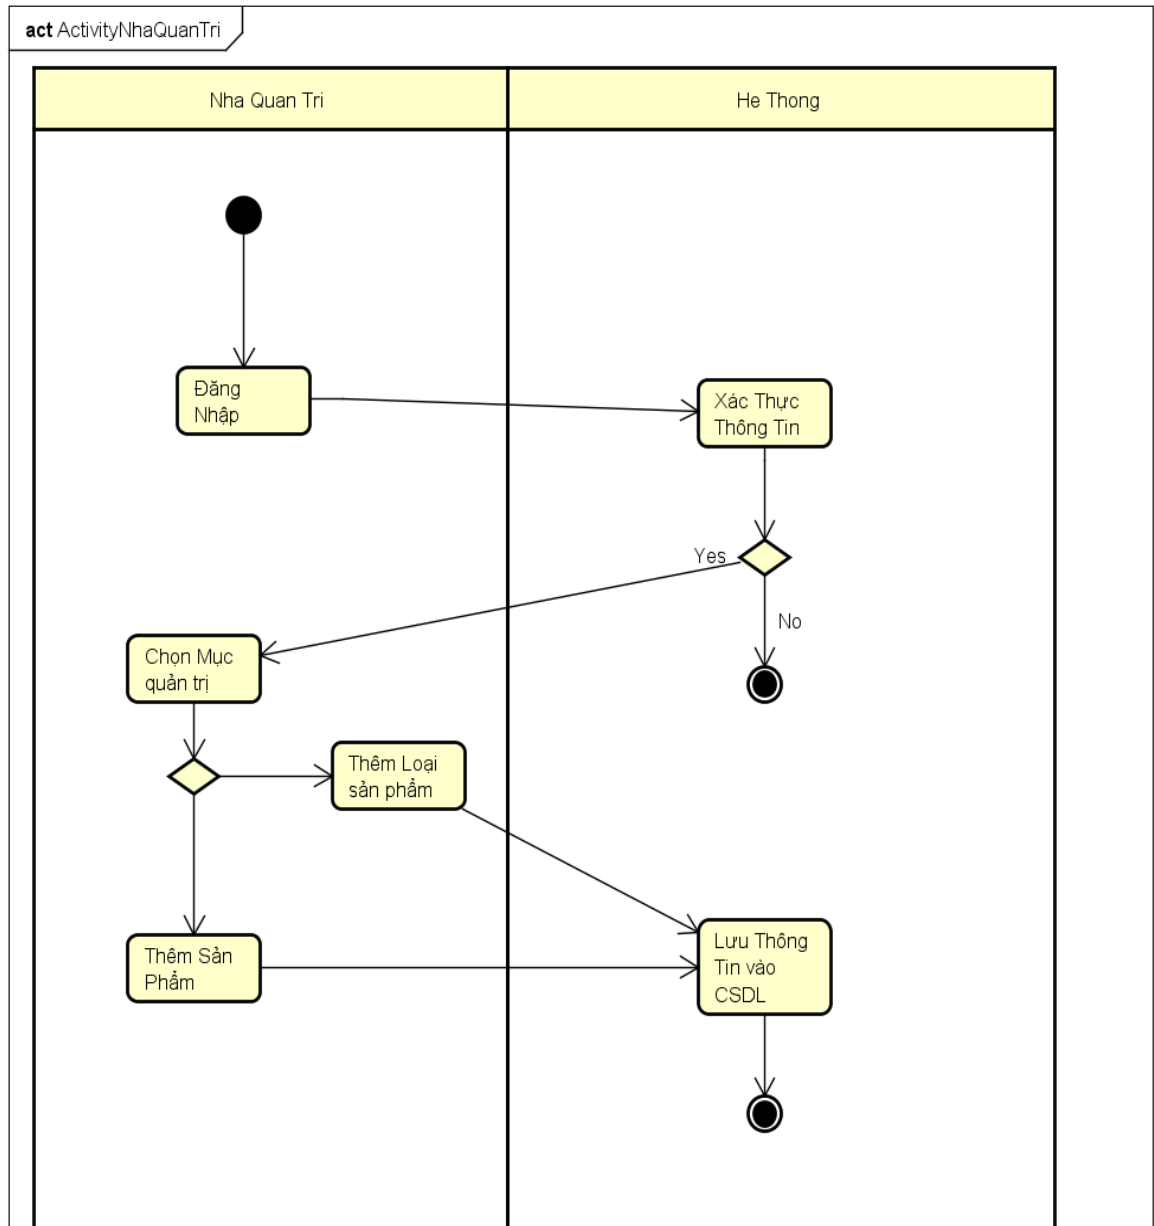 act ActivityNhaQuanTri
Nha Quan Tri
He Thong
Đăng
Nhập
Xác Thực
Thông Tin
Yes
No
Chọn Mục
quản trị
Thêm Loại
sản phẩm
Thêm Sản
Phẩm
Lưu Thông
Tin vào
CSDL